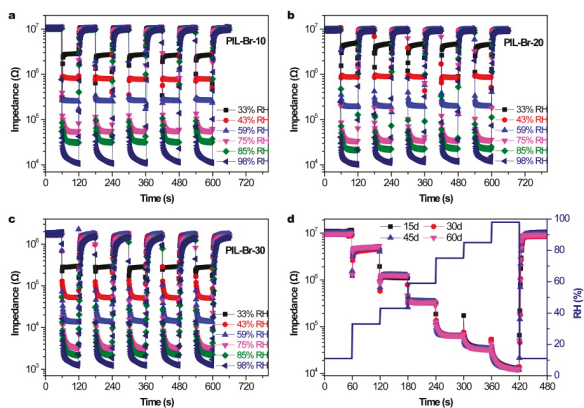 a
PIL-Br-10
Impedance (Ω)
10⁷
10⁶
10⁵
10⁴
33% RH
43% RH
59% RH
75% RH
85% RH
98% RH
0 120 240 360 480 600 720
Time (s)
b
PIL-Br-20
Impedance (Ω)
10⁷
10⁶
10⁵
10⁴
33% RH
43% RH
59% RH
75% RH
85% RH
98% RH
0 120 240 360 480 600 720
Time (s)
c
PIL-Br-30
Impedance (Ω)
10⁶
10⁵
10⁴
10³
33% RH
43% RH
59% RH
75% RH
85% RH
98% RH
0 120 240 360 480 600 720
Time (s)
d
15d 30d
45d 60d
Impedance (Ω)
10⁷
10⁶
10⁵
10⁴
100
80
60
40
20
0
RH (%)
0 60 120 180 240 300 360 420 480
Time (s)